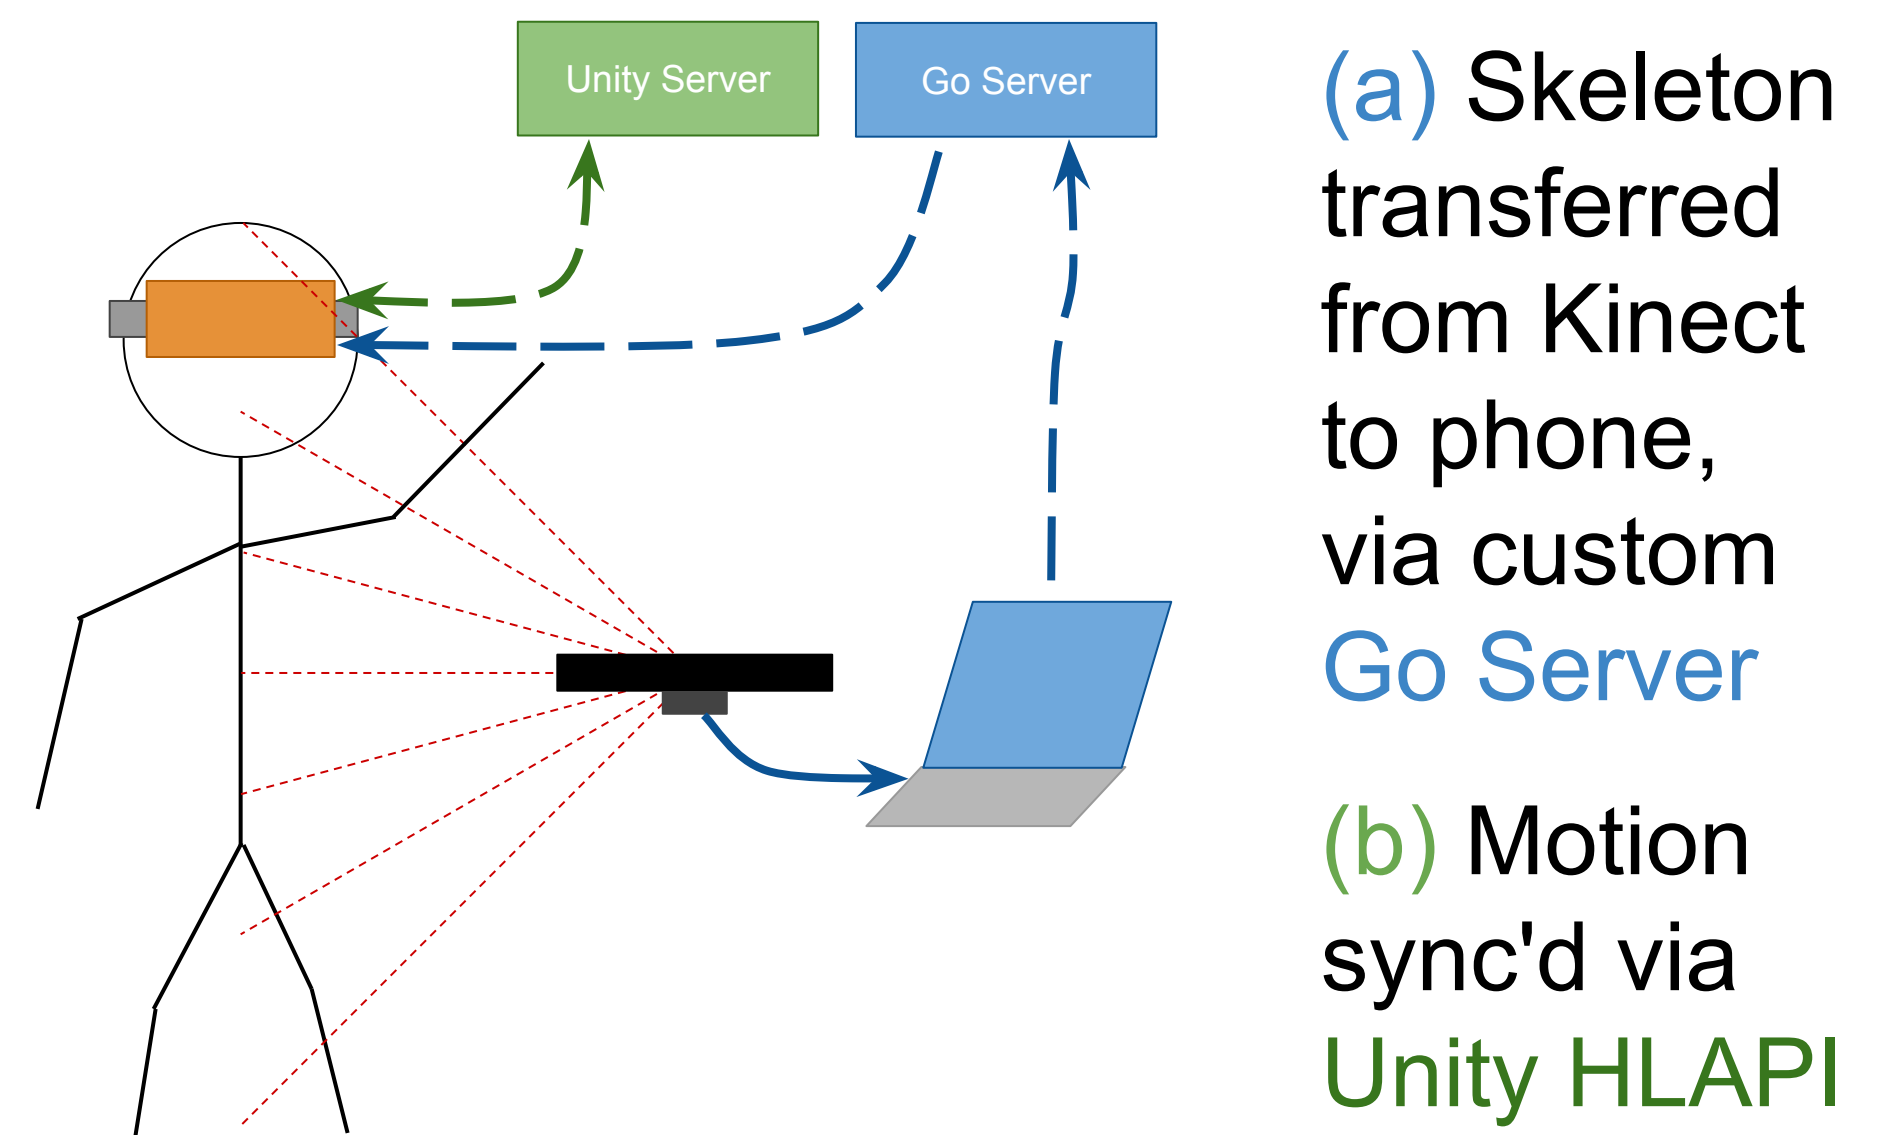 Unity Server
Go Server
(a) Skeleton
transferred
from Kinect
to phone,
via custom
Go Server
(b) Motion
sync'd via
Unity HLAPI